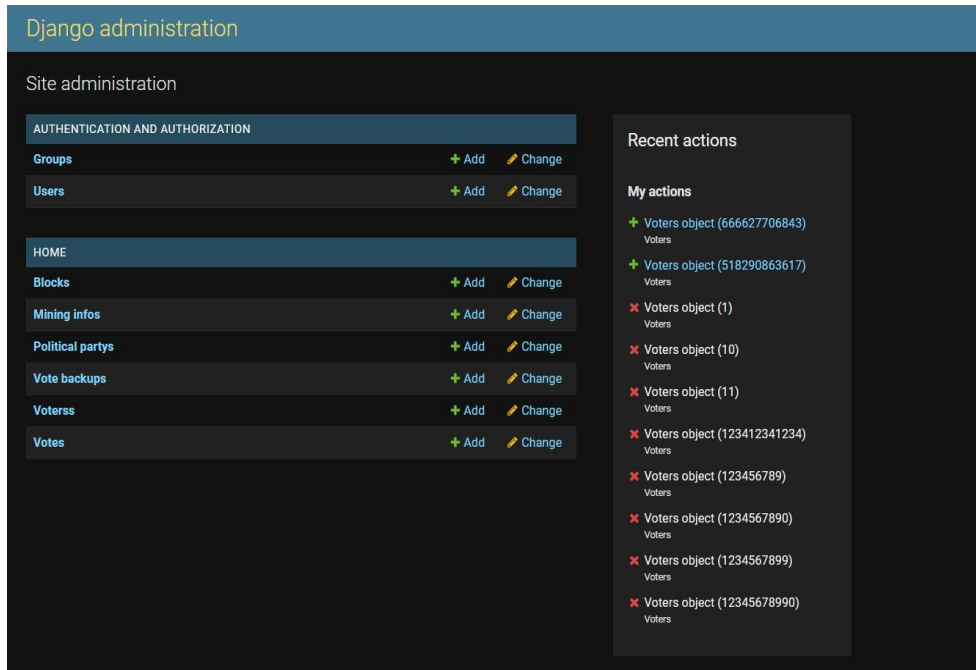 Django administration
Site administration
AUTHENTICATION AND AUTHORIZATION
Groups Add Change
Users Add Change
HOME
Blocks Add Change
Mining infos Add Change
Political partys Add Change
Vote backups Add Change
Voterss Add Change
Votes Add Change
Recent actions
My actions
Voters object (666627706843)
Voters
Voters object (518290863617)
Voters
Voters object (1)
Voters
Voters object (10)
Voters
Voters object (11)
Voters
Voters object (123412341234)
Voters
Voters object (123456789)
Voters
Voters object (1234567890)
Voters
Voters object (1234567899)
Voters
Voters object (12345678990)
Voters